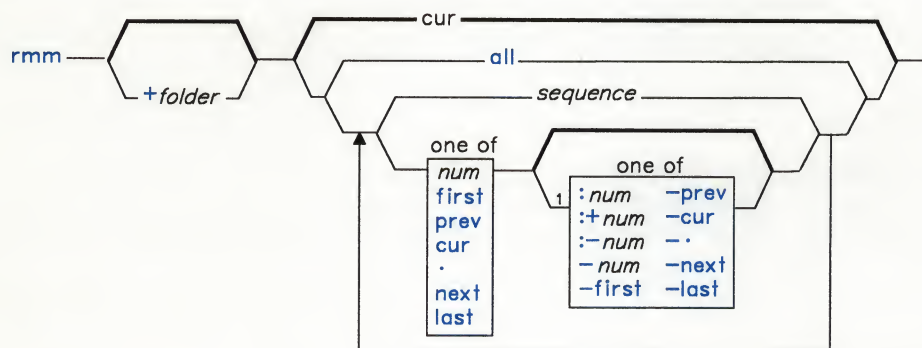 cur
rmm
all
+folder
sequence
one of
num
first
prev
cur
.
next
last
one of
1
:num -prev
:+num -cur
:-num -.
-num -next
-first -last